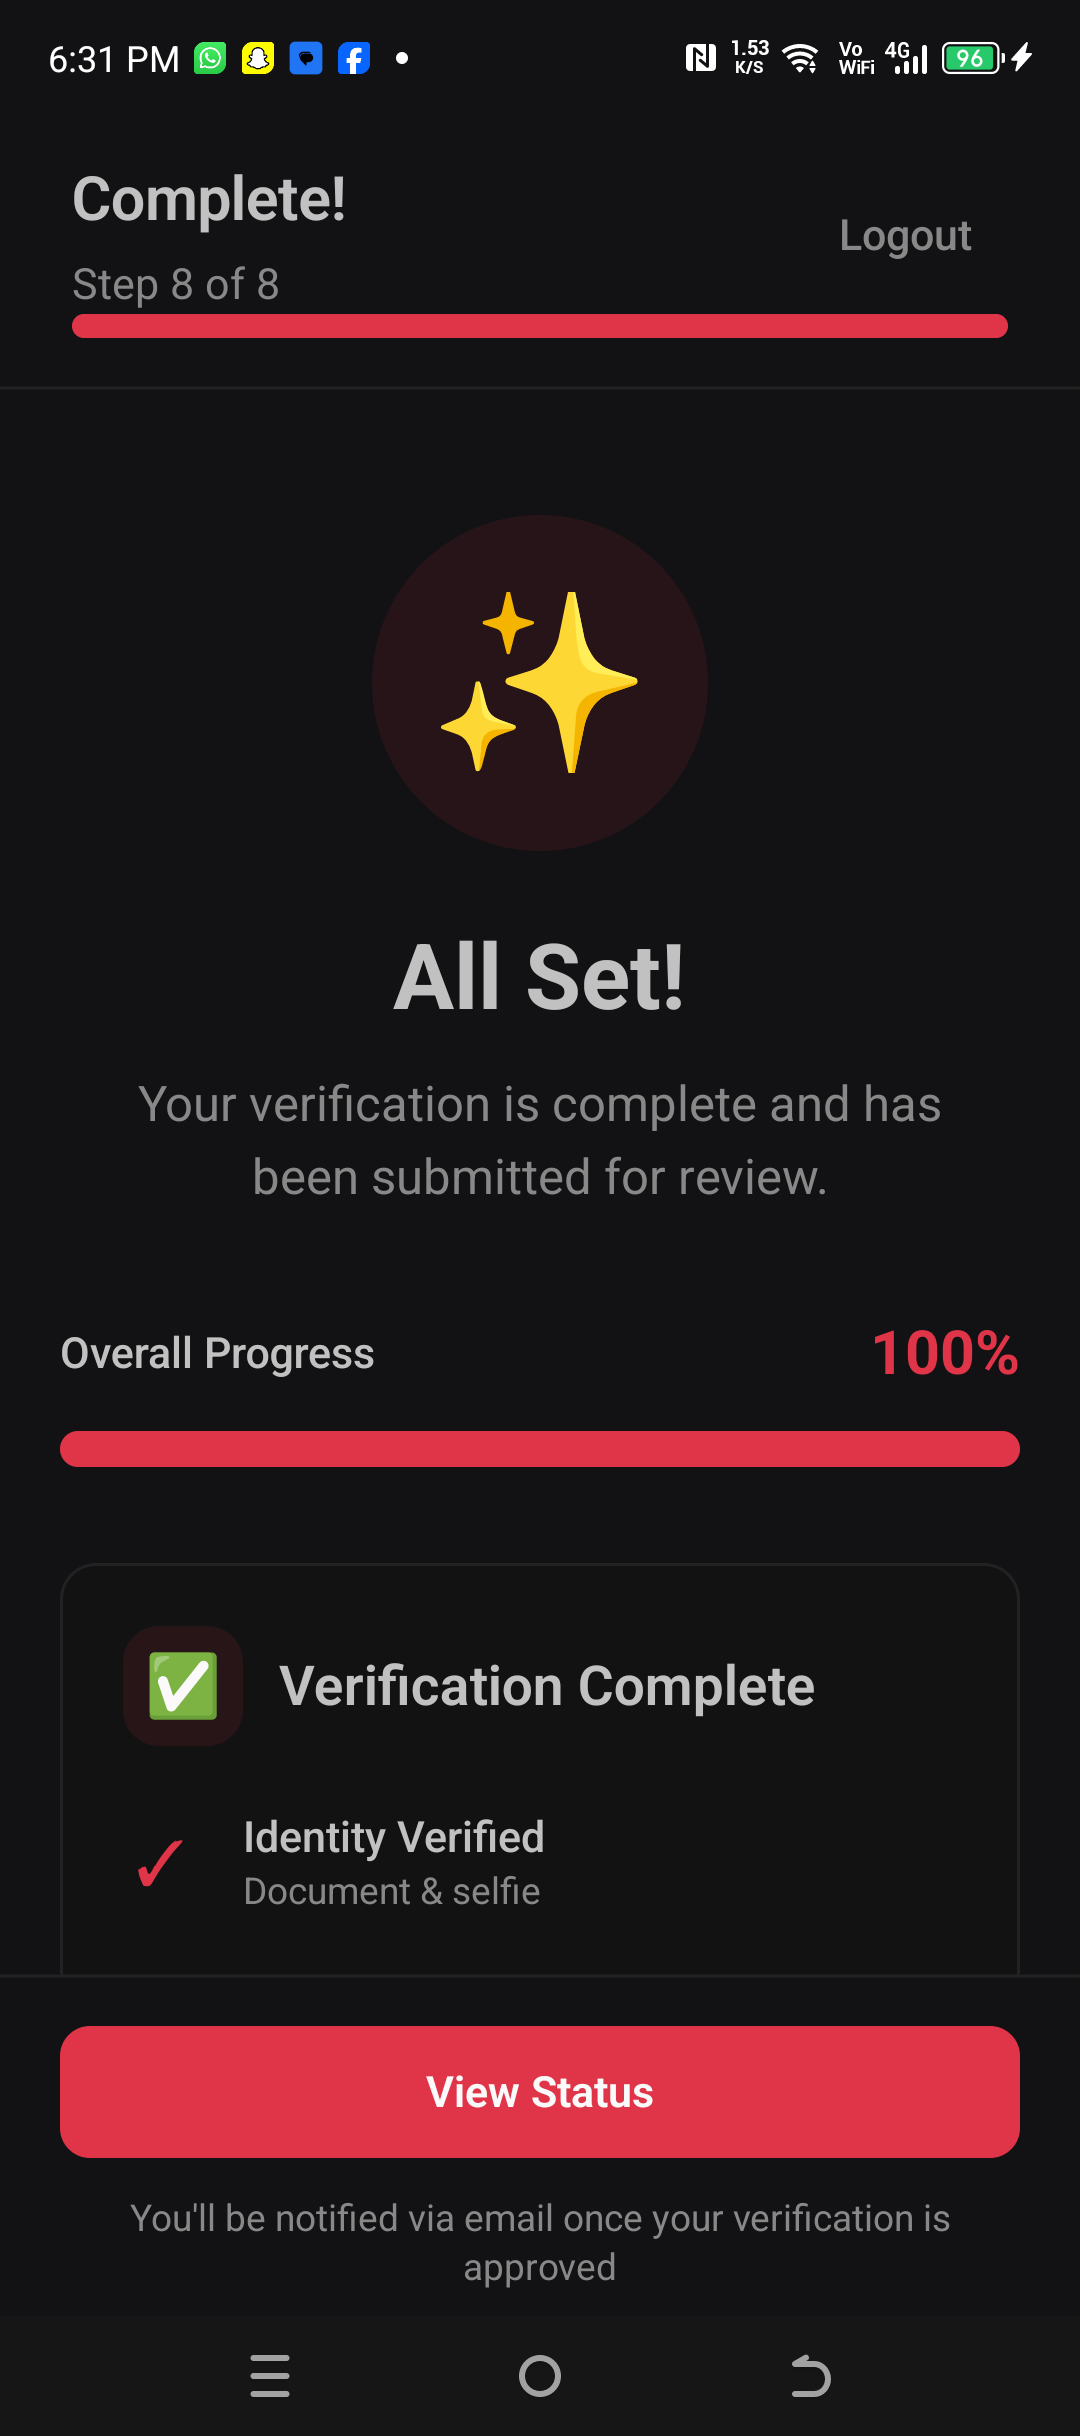 6:31 PM
1.53
K/S
Vo
WiFi
4G
96
Complete!
Logout
Step 8 of 8
All Set!
Your verification is complete and has
been submitted for review.
Overall Progress
100%
Verification Complete
Identity Verified
Document & selfie
View Status
You'll be notified via email once your verification is
approved